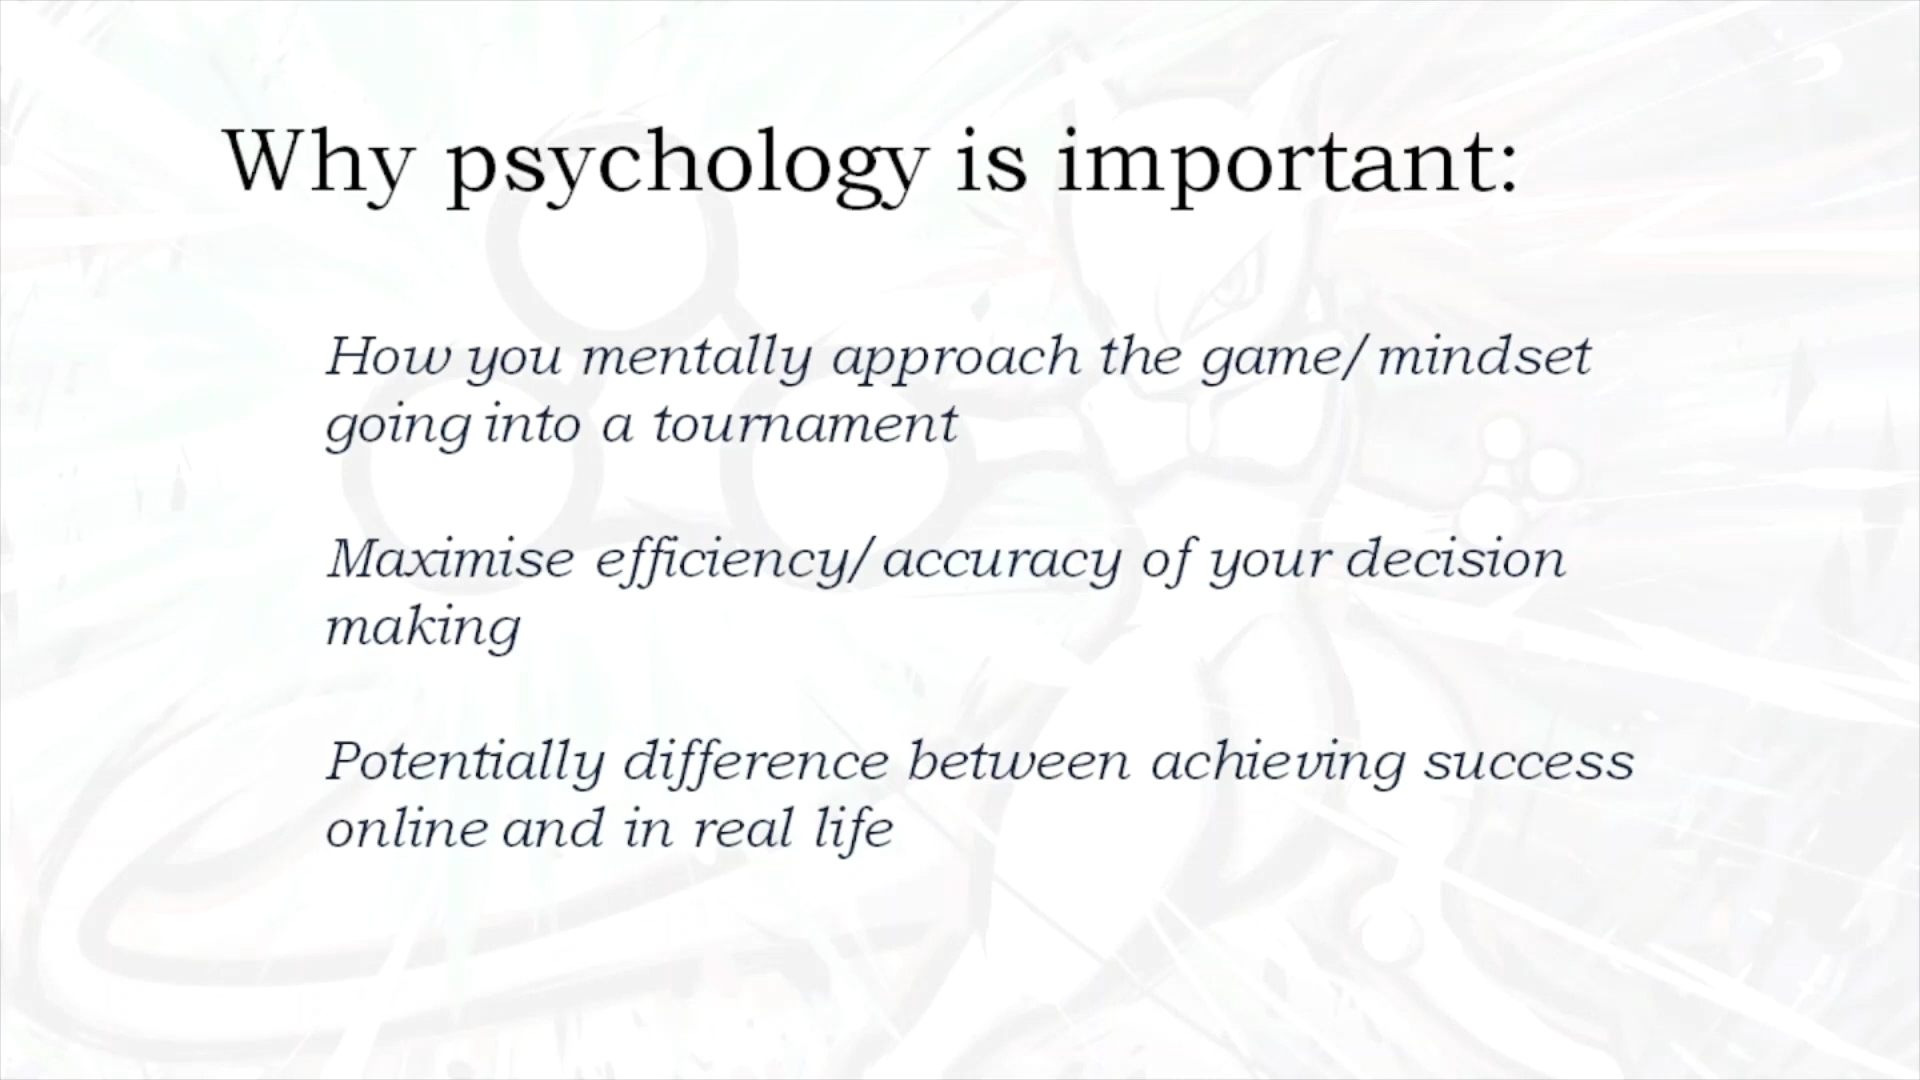 Why psychology is important:
How you mentally approach the game/mindset
going into a tournament
Maximise efficiency/accuracy of your decision
making
Potentially difference between achieving success
online and in real life